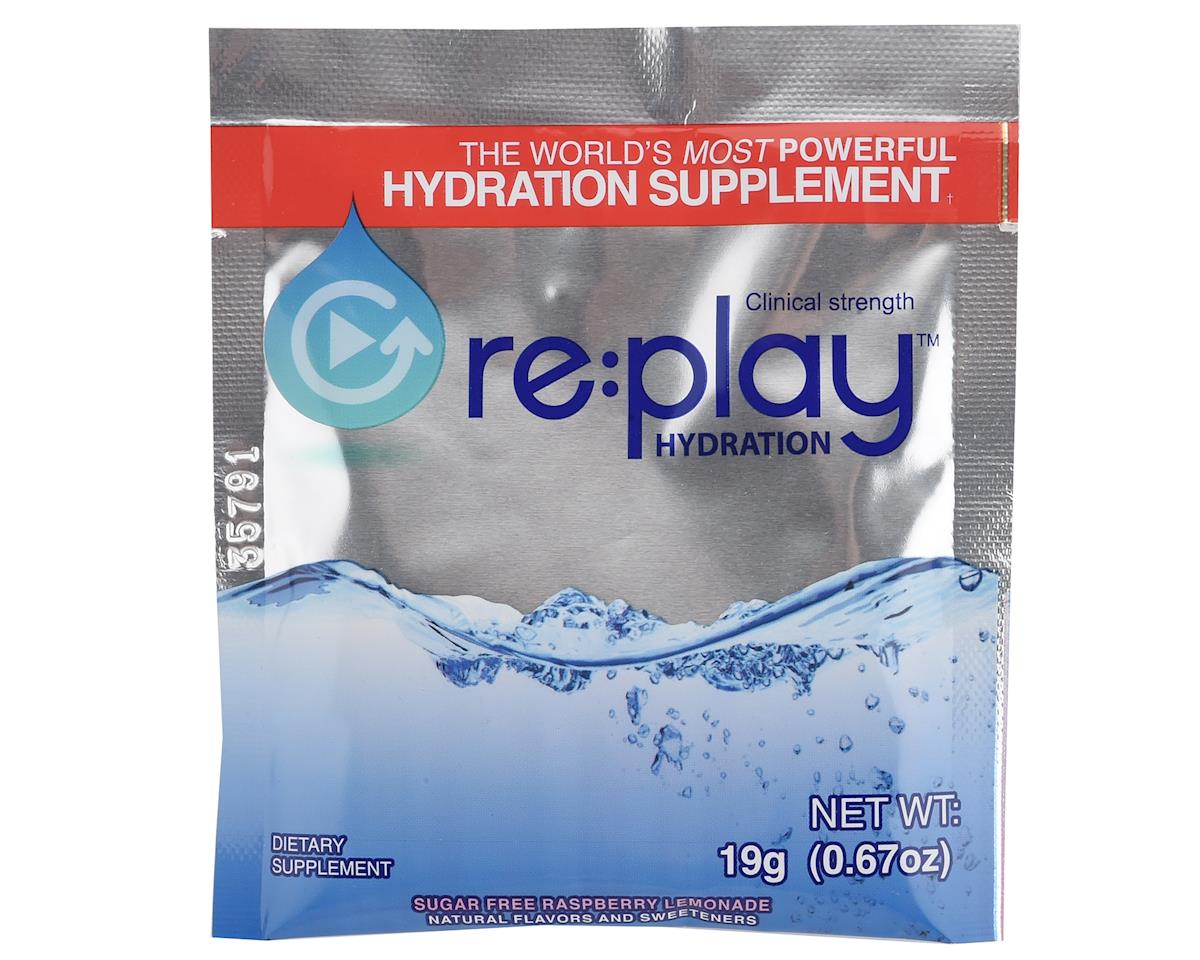 THE WORLD'S MOST POWERFUL
HYDRATION SUPPLEMENT†
Clinical strength
re:play™
HYDRATION
35791
NET WT:
19g (0.67oz)
DIETARY
SUPPLEMENT
SUGAR FREE RASPBERRY LEMONADE
NATURAL FLAVORS AND SWEETENERS